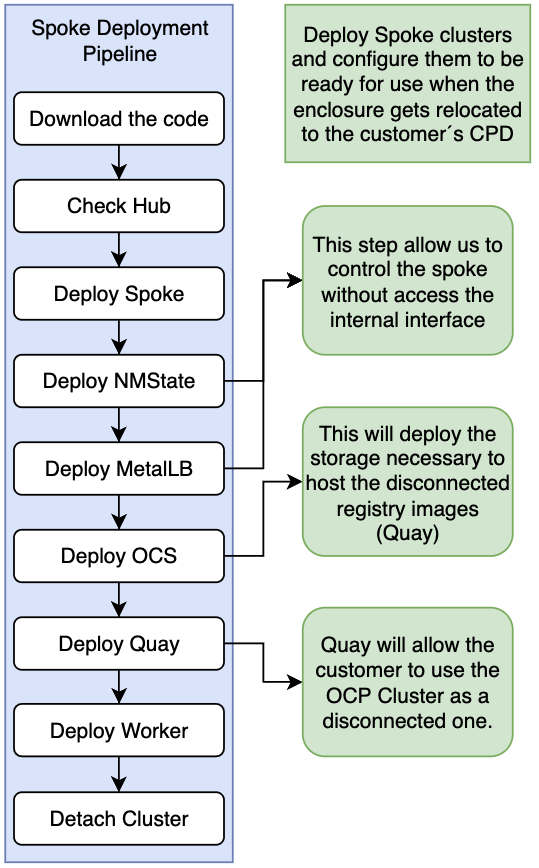 Spoke Deployment
Pipeline
Download the code
Check Hub
Deploy Spoke
Deploy NMState
Deploy MetalLB
Deploy OCS
Deploy Quay
Deploy Worker
Detach Cluster
Deploy Spoke clusters
and configure them to be
ready for use when the
enclosure gets relocated
to the customer´s CPD
This step allow us to
control the spoke
without access the
internal interface
This will deploy the
storage necessary to
host the disconnected
registry images
(Quay)
Quay will allow the
customer to use the
OCP Cluster as a
disconnected one.